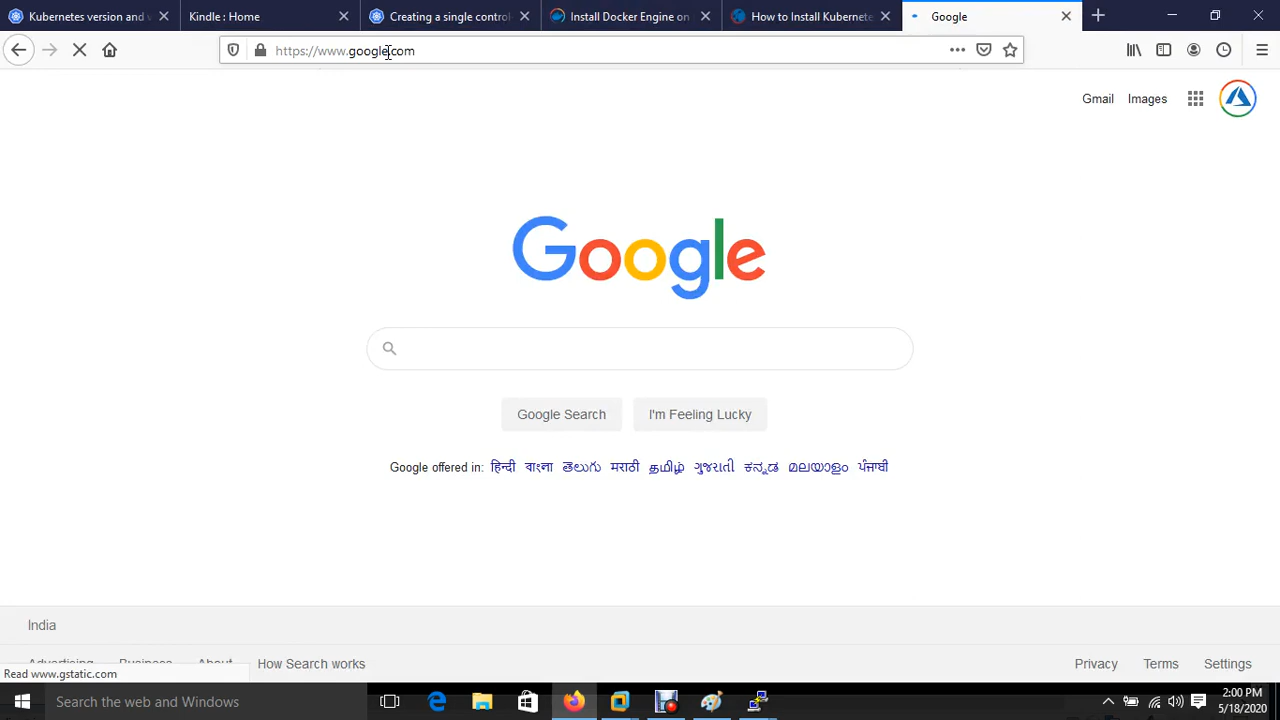 Kubernetes version and v
Kindle : Home
Creating a single control-
Install Docker Engine on
How to Install Kubernete
Google
https://www.google.com
Gmail
Images
Google
Google Search
I'm Feeling Lucky
Google offered in: हिन्दी বাংলা తెలుగు मराठी தமிழ் ગુજરાતી ಕನ್ನಡ മലയാളം ਪੰਜਾਬੀ
India
Advertising Business About How Search works
Privacy Terms Settings
Read www.gstatic.com
Search the web and Windows
2:00 PM
5/18/2020